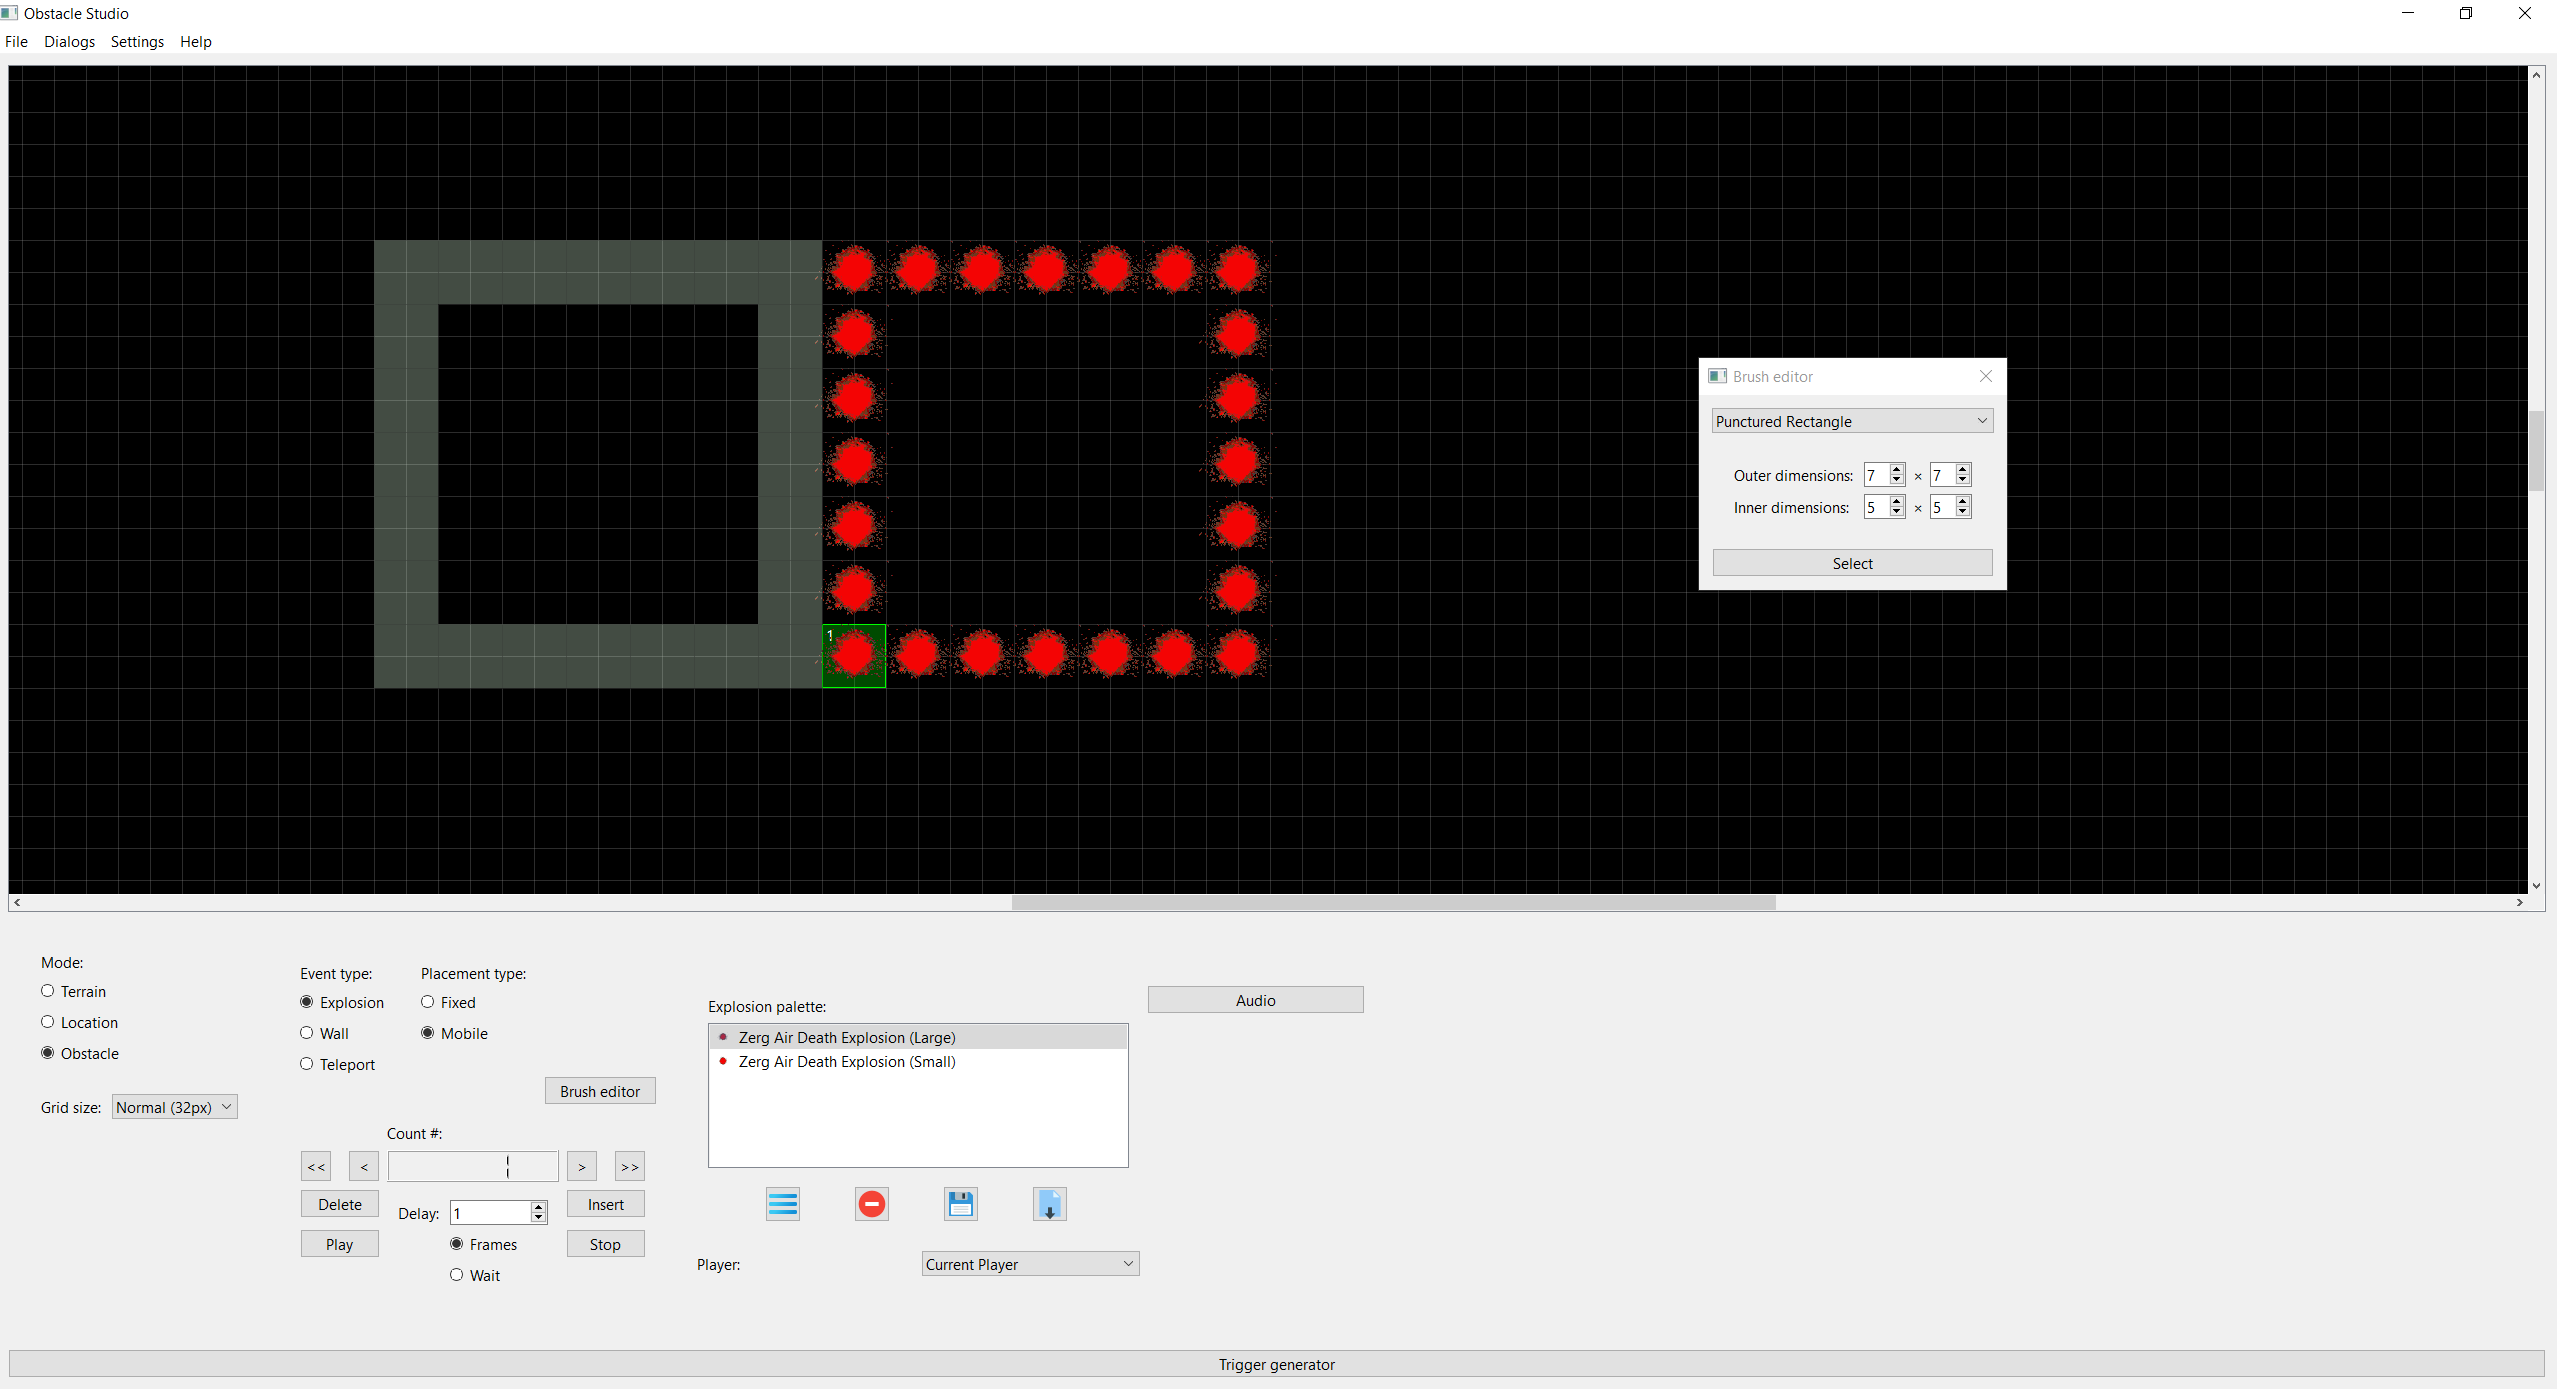 Obstacle Studio
File Dialogs Settings Help
1
Brush editor
Punctured Rectangle
Outer dimensions: 7 × 7
Inner dimensions: 5 × 5
Select
Mode:
Terrain
Location
Obstacle
Grid size: Normal (32px)
Event type:
Explosion
Wall
Teleport
Placement type:
Fixed
Mobile
Brush editor
Count #:
<< < > >>
Delete
Delay: 1
Insert
Play
Frames
Stop
Wait
Explosion palette:
Zerg Air Death Explosion (Large)
Zerg Air Death Explosion (Small)
Player: Current Player
Audio
Trigger generator